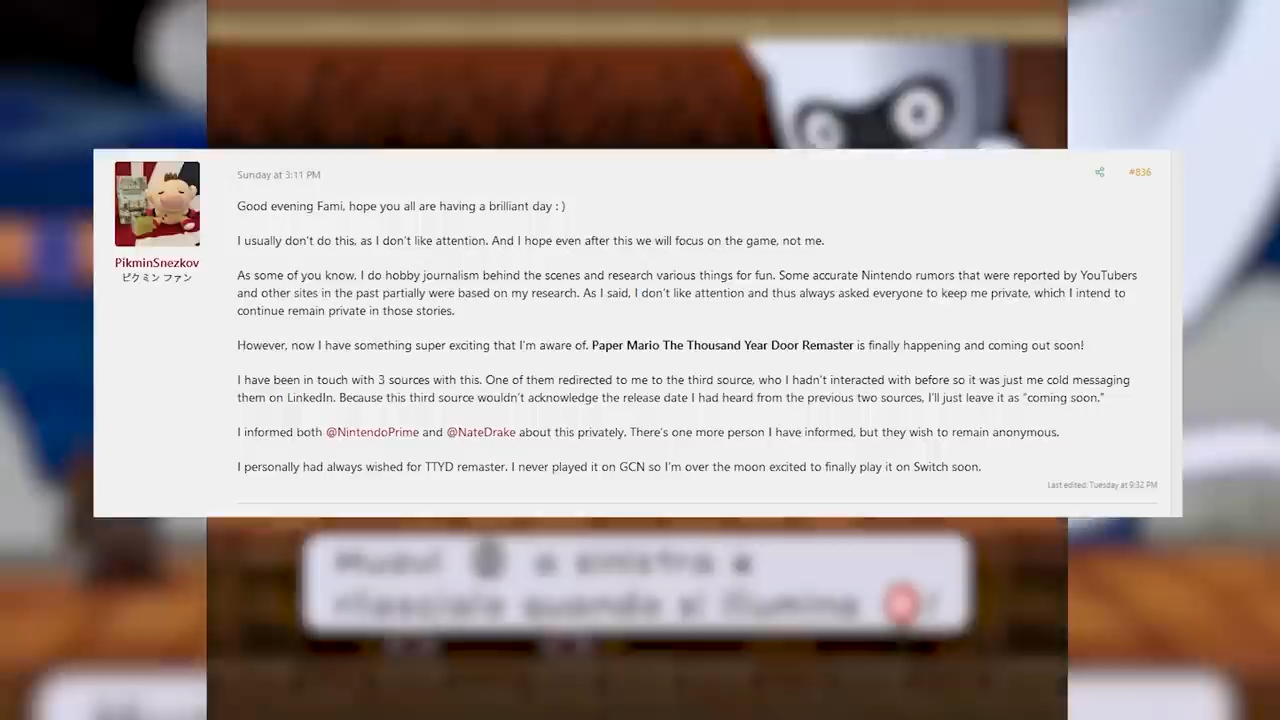 Sunday at 3:11 PM
#836
Good evening Fami, hope you all are having a brilliant day : )
I usually don't do this, as I don't like attention. And I hope even after this we will focus on the game, not me.
PikminSnezkov
ピクミン ファン
As some of you know, I do hobby journalism behind the scenes and research various things for fun. Some accurate Nintendo rumors that were reported by YouTubers
and other sites in the past partially were based on my research. As I said, I don't like attention and thus always asked everyone to keep me private, which I intend to
continue remain private in those stories.
However, now I have something super exciting that I'm aware of. Paper Mario The Thousand Year Door Remaster is finally happening and coming out soon!
I have been in touch with 3 sources with this. One of them redirected to me to the third source, who I hadn't interacted with before so it was just me cold messaging
them on LinkedIn. Because this third source wouldn't acknowledge the release date I had heard from the previous two sources, I'll just leave it as "coming soon."
I informed both @NintendoPrime and @NateDrake about this privately. There's one more person I have informed, but they wish to remain anonymous.
I personally had always wished for TTYD remaster. I never played it on GCN so I'm over the moon excited to finally play it on Switch soon.
Last edited: Tuesday at 9:32 PM
Muovi a sinistra e
rilascialo quando si illumina !